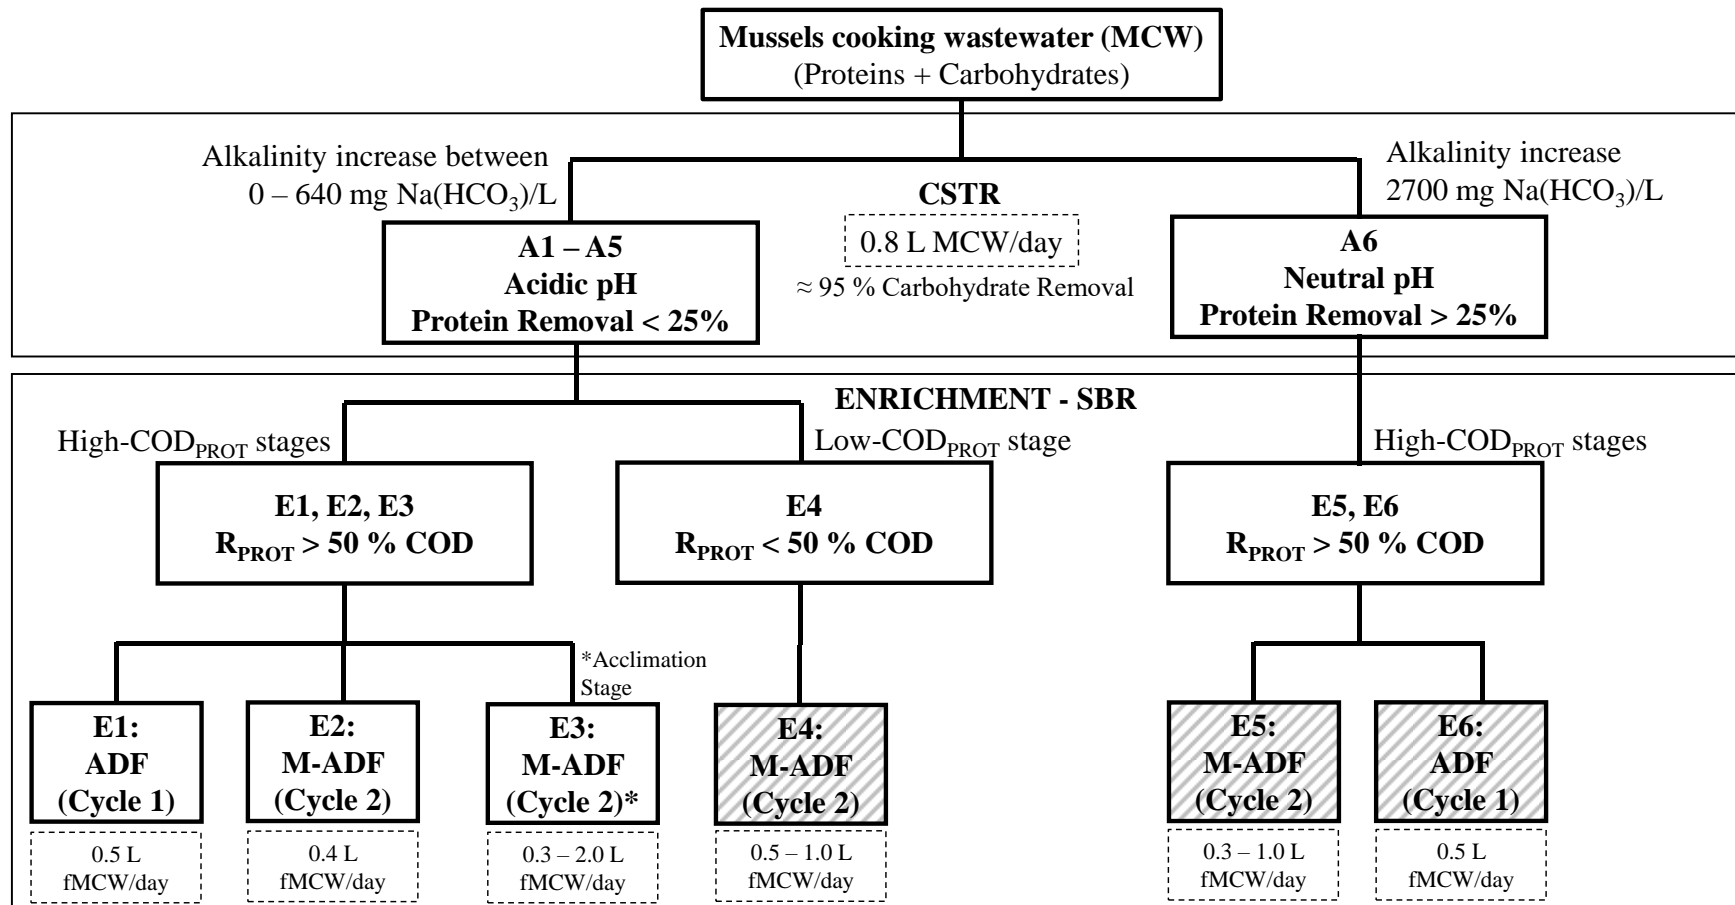 Mussels cooking wastewater (MCW)
(Proteins + Carbohydrates)
Alkalinity increase between
0 – 640 mg Na(HCO₃)/L
CSTR
0.8 L MCW/day
≈ 95 % Carbohydrate Removal
Alkalinity increase
2700 mg Na(HCO₃)/L
A1 – A5
Acidic pH
Protein Removal < 25%
A6
Neutral pH
Protein Removal > 25%
ENRICHMENT - SBR
High-COD_PROT stages
Low-COD_PROT stage
High-COD_PROT stages
E1, E2, E3
R_PROT > 50 % COD
E4
R_PROT < 50 % COD
E5, E6
R_PROT > 50 % COD
*Acclimation
Stage
E1:
ADF
(Cycle 1)
0.5 L
fMCW/day
E2:
M-ADF
(Cycle 2)
0.4 L
fMCW/day
E3:
M-ADF
(Cycle 2)*
0.3 – 2.0 L
fMCW/day
E4:
M-ADF
(Cycle 2)
0.5 – 1.0 L
fMCW/day
E5:
M-ADF
(Cycle 2)
0.3 – 1.0 L
fMCW/day
E6:
ADF
(Cycle 1)
0.5 L
fMCW/day